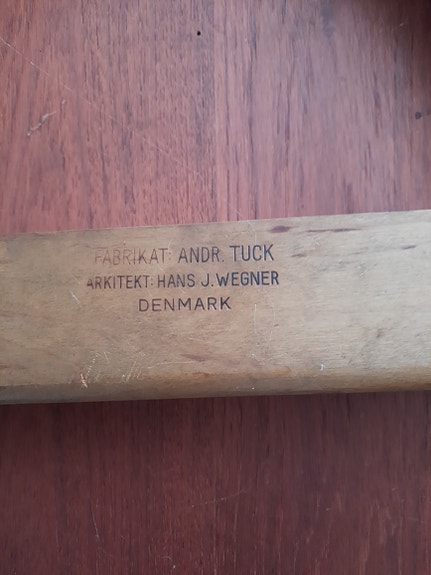 FABRIKAT: ANDR. TUCK
ARKITEKT: HANS J. WEGNER
DENMARK